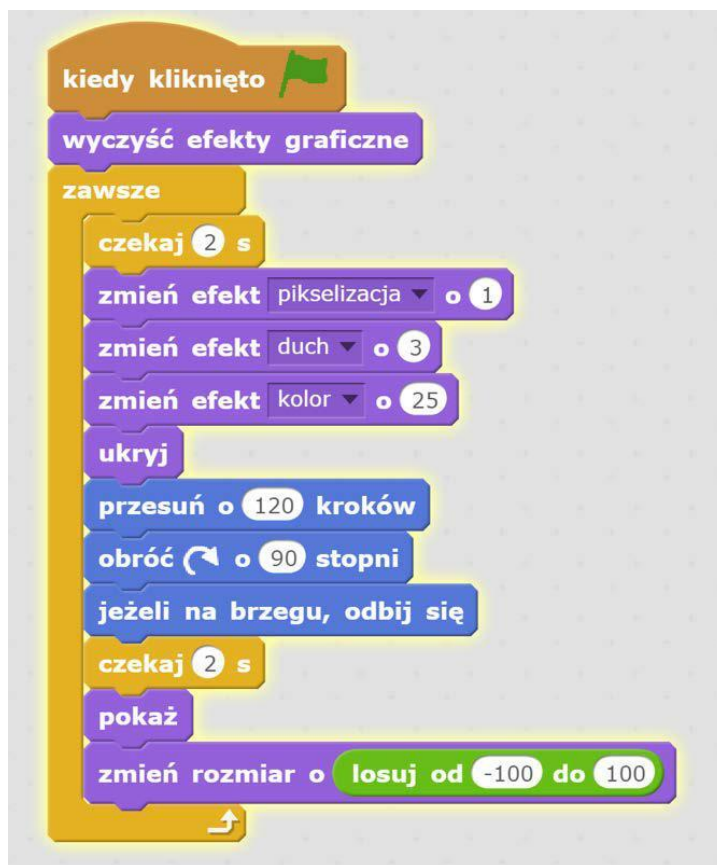 kiedy kliknięto
wyczyść efekty graficzne
zawsze
czekaj 2 s
zmień efekt pikselizacja o 1
zmień efekt duch o 3
zmień efekt kolor o 25
ukryj
przesuń o 120 kroków
obróć o 90 stopni
jeżeli na brzegu, odbij się
czekaj 2 s
pokaż
zmień rozmiar o losuj od -100 do 100